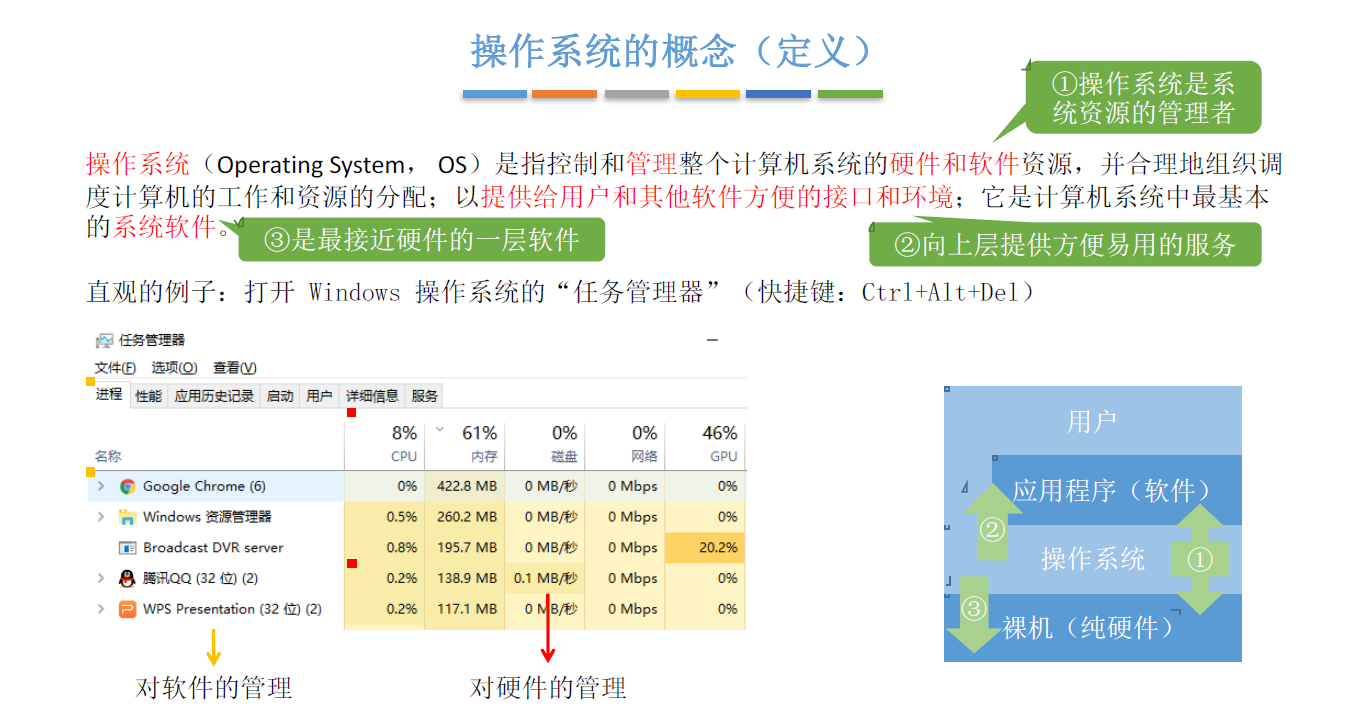 操作系统的概念（定义）
①操作系统是系
统资源的管理者
操作系统（Operating System， OS）是指控制和管理整个计算机系统的硬件和软件资源，并合理地组织调
度计算机的工作和资源的分配；以提供给用户和其他软件方便的接口和环境；它是计算机系统中最基本
的系统软件。
③是最接近硬件的一层软件
②向上层提供方便易用的服务
直观的例子：打开 Windows 操作系统的“任务管理器”（快捷键：Ctrl+Alt+Del）
任务管理器
文件(F) 选项(O) 查看(V)
进程 性能 应用历史记录 启动 用户 详细信息 服务
8% 61% 0% 0% 46%
名称 CPU 内存 磁盘 网络 GPU
Google Chrome (6) 0% 422.8 MB 0 MB/秒 0 Mbps 0%
Windows 资源管理器 0.5% 260.2 MB 0 MB/秒 0 Mbps 0%
Broadcast DVR server 0.8% 195.7 MB 0 MB/秒 0 Mbps 20.2%
腾讯QQ (32 位) (2) 0.2% 138.9 MB 0.1 MB/秒 0 Mbps 0%
WPS Presentation (32 位) (2) 0.2% 117.1 MB 0 MB/秒 0 Mbps 0%
对软件的管理
对硬件的管理
用户
应用程序（软件）
②
操作系统
①
③
裸机（纯硬件）